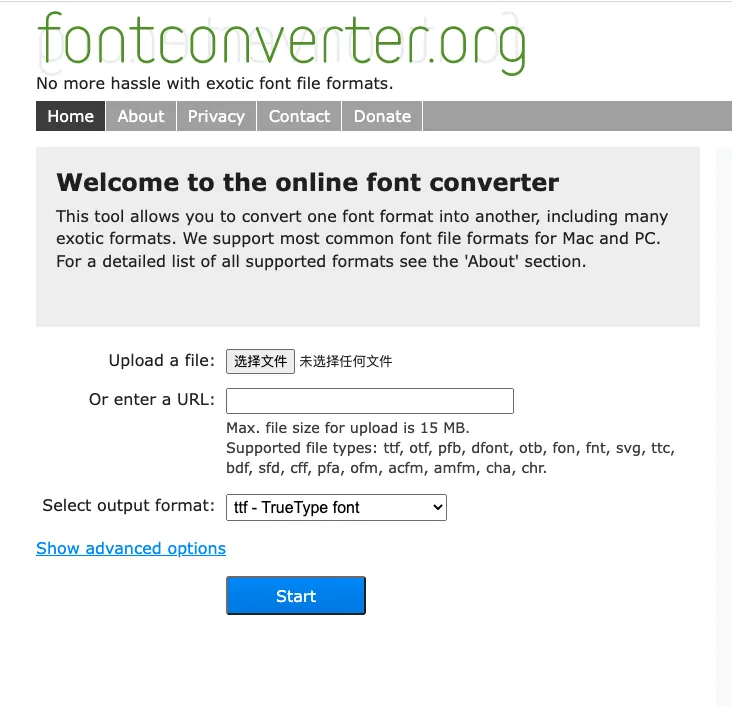 fontconverter.org
No more hassle with exotic font file formats.
Home About Privacy Contact Donate
Welcome to the online font converter
This tool allows you to convert one font format into another, including many
exotic formats. We support most common font file formats for Mac and PC.
For a detailed list of all supported formats see the 'About' section.
Upload a file: 选择文件 未选择任何文件
Or enter a URL:
Max. file size for upload is 15 MB.
Supported file types: ttf, otf, pfb, dfont, otb, fon, fnt, svg, ttc,
bdf, sfd, cff, pfa, ofm, acfm, amfm, cha, chr.
Select output format: ttf - TrueType font
Show advanced options
Start